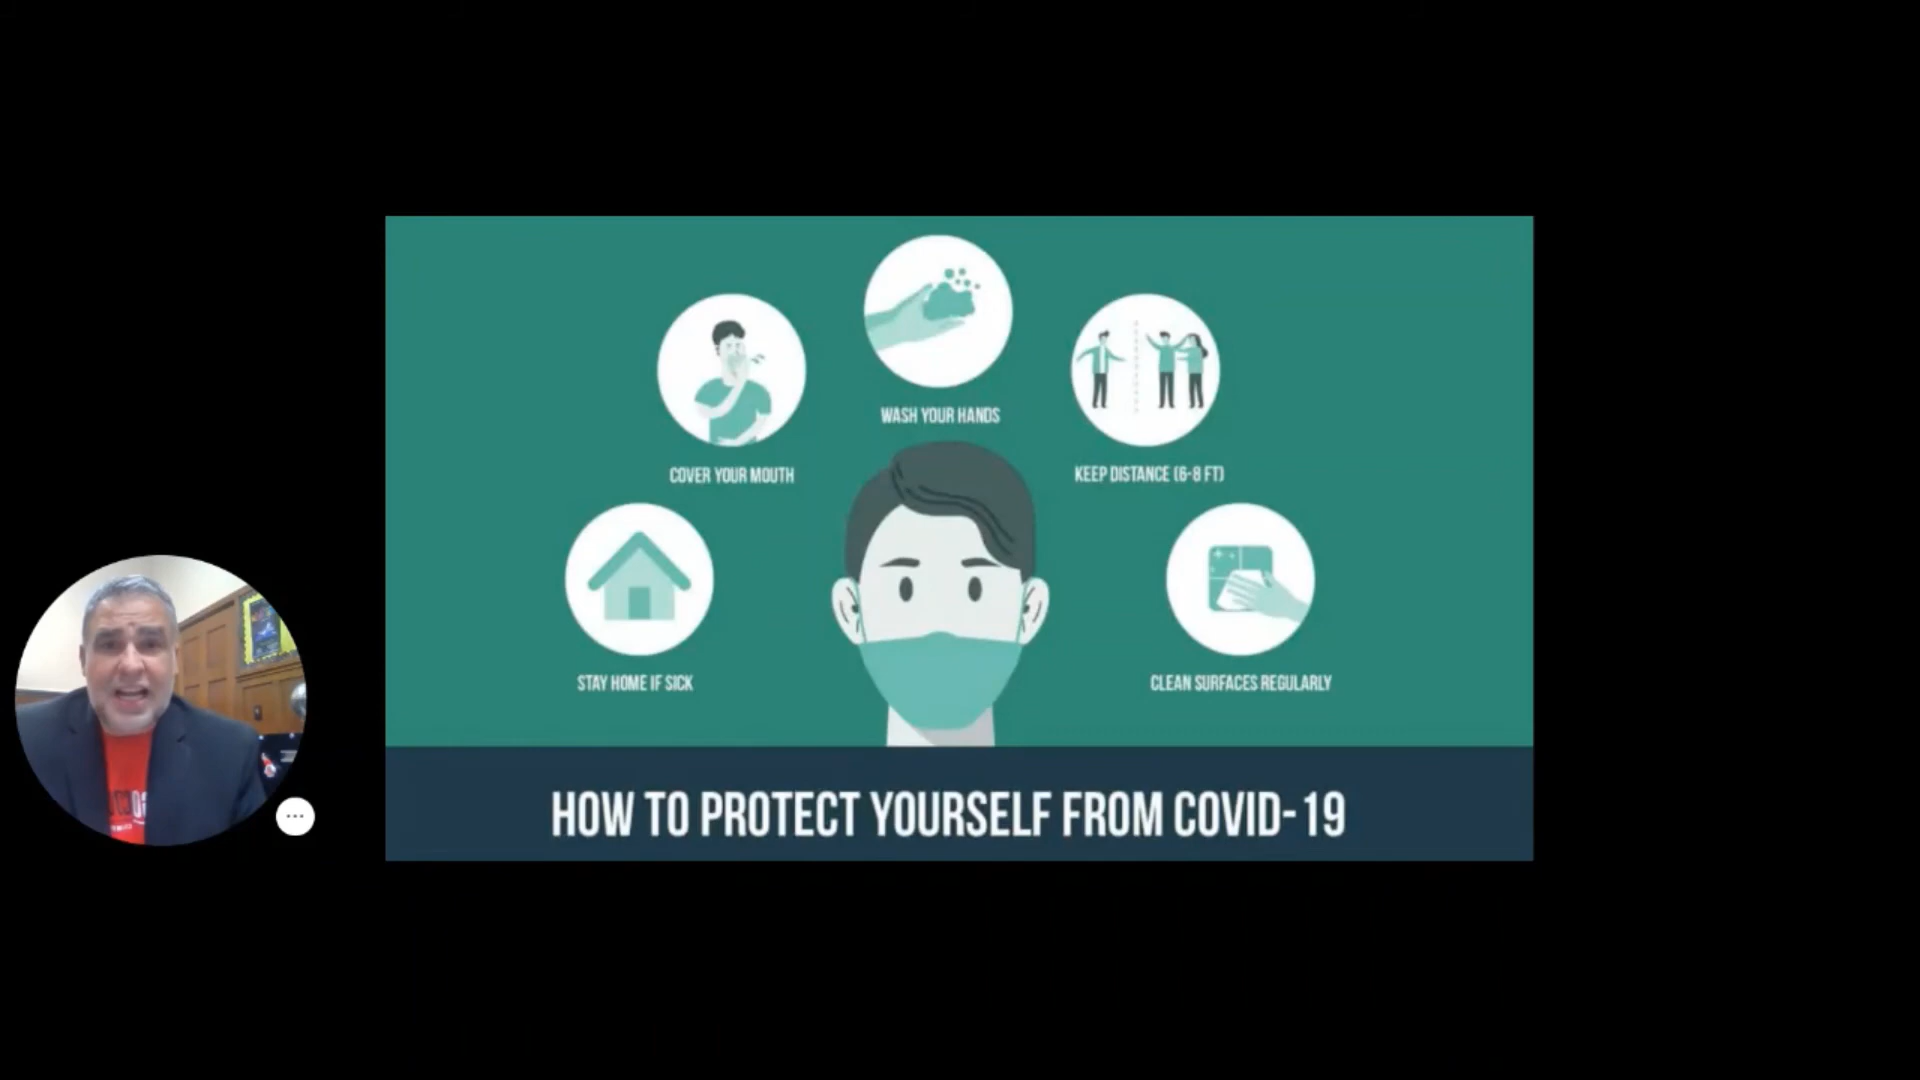 WASH YOUR HANDS
COVER YOUR MOUTH
KEEP DISTANCE (6-8 FT)
STAY HOME IF SICK
CLEAN SURFACES REGULARLY
HOW TO PROTECT YOURSELF FROM COVID-19